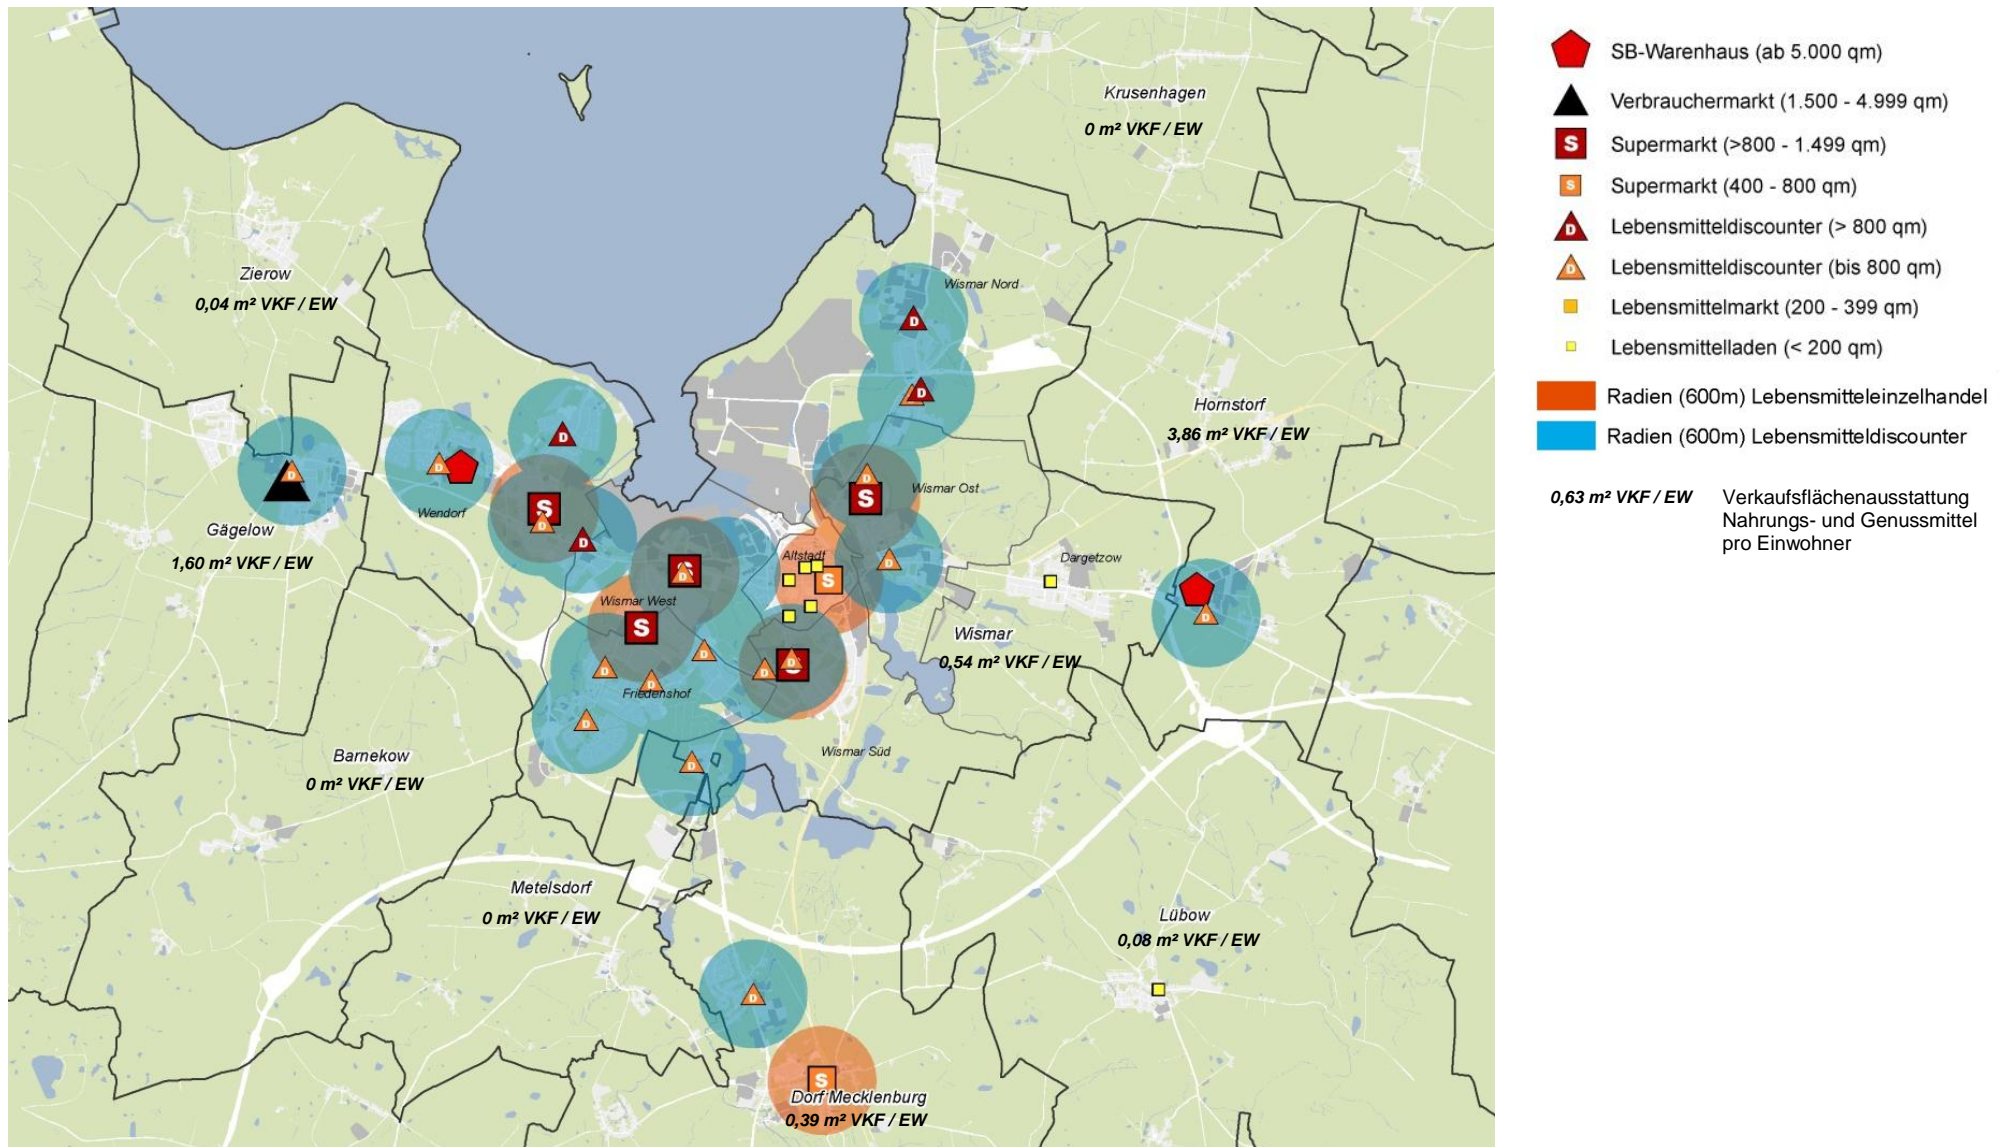 Krusenhagen
0 m² VKF / EW
Zierow
0,04 m² VKF / EW
Wismar Nord
Hornstorf
3,86 m² VKF / EW
Wismar Ost
Wendorf
Gägelow
1,60 m² VKF / EW
Altstadt
Dargetzow
Wismar West
Wismar
0,54 m² VKF / EW
Friedenshof
Wismar Süd
Barnekow
0 m² VKF / EW
Metelsdorf
0 m² VKF / EW
Lübow
0,08 m² VKF / EW
Dorf Mecklenburg
0,39 m² VKF / EW
SB-Warenhaus (ab 5.000 qm)
Verbrauchermarkt (1.500 - 4.999 qm)
S Supermarkt (>800 - 1.499 qm)
S Supermarkt (400 - 800 qm)
D Lebensmitteldiscounter (> 800 qm)
D Lebensmitteldiscounter (bis 800 qm)
Lebensmittelmarkt (200 - 399 qm)
Lebensmittelladen (< 200 qm)
Radien (600m) Lebensmitteleinzelhandel
Radien (600m) Lebensmitteldiscounter
0,63 m² VKF / EW Verkaufsflächenausstattung
Nahrungs- und Genussmittel
pro Einwohner